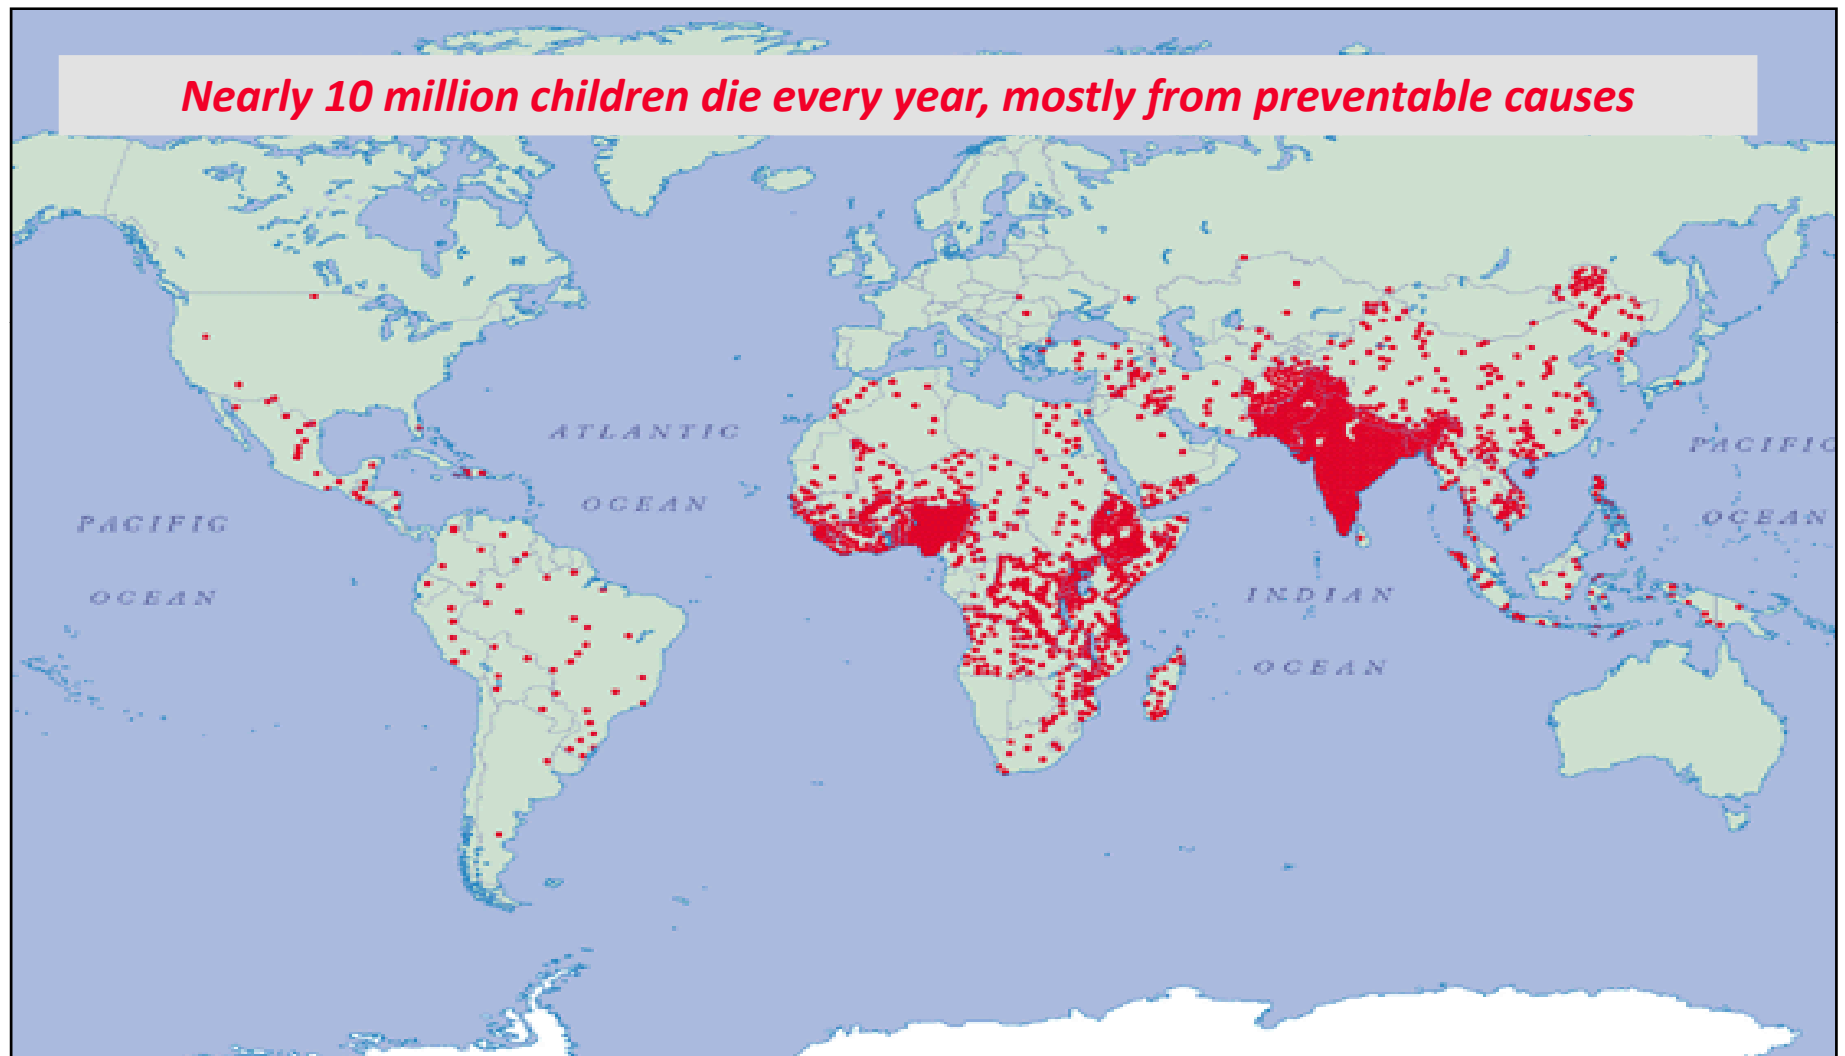 Nearly 10 million children die every year, mostly from preventable causes
ATLANTIC
OCEAN
PACIFIC
OCEAN
PACIFIC
OCEAN
INDIAN
OCEAN